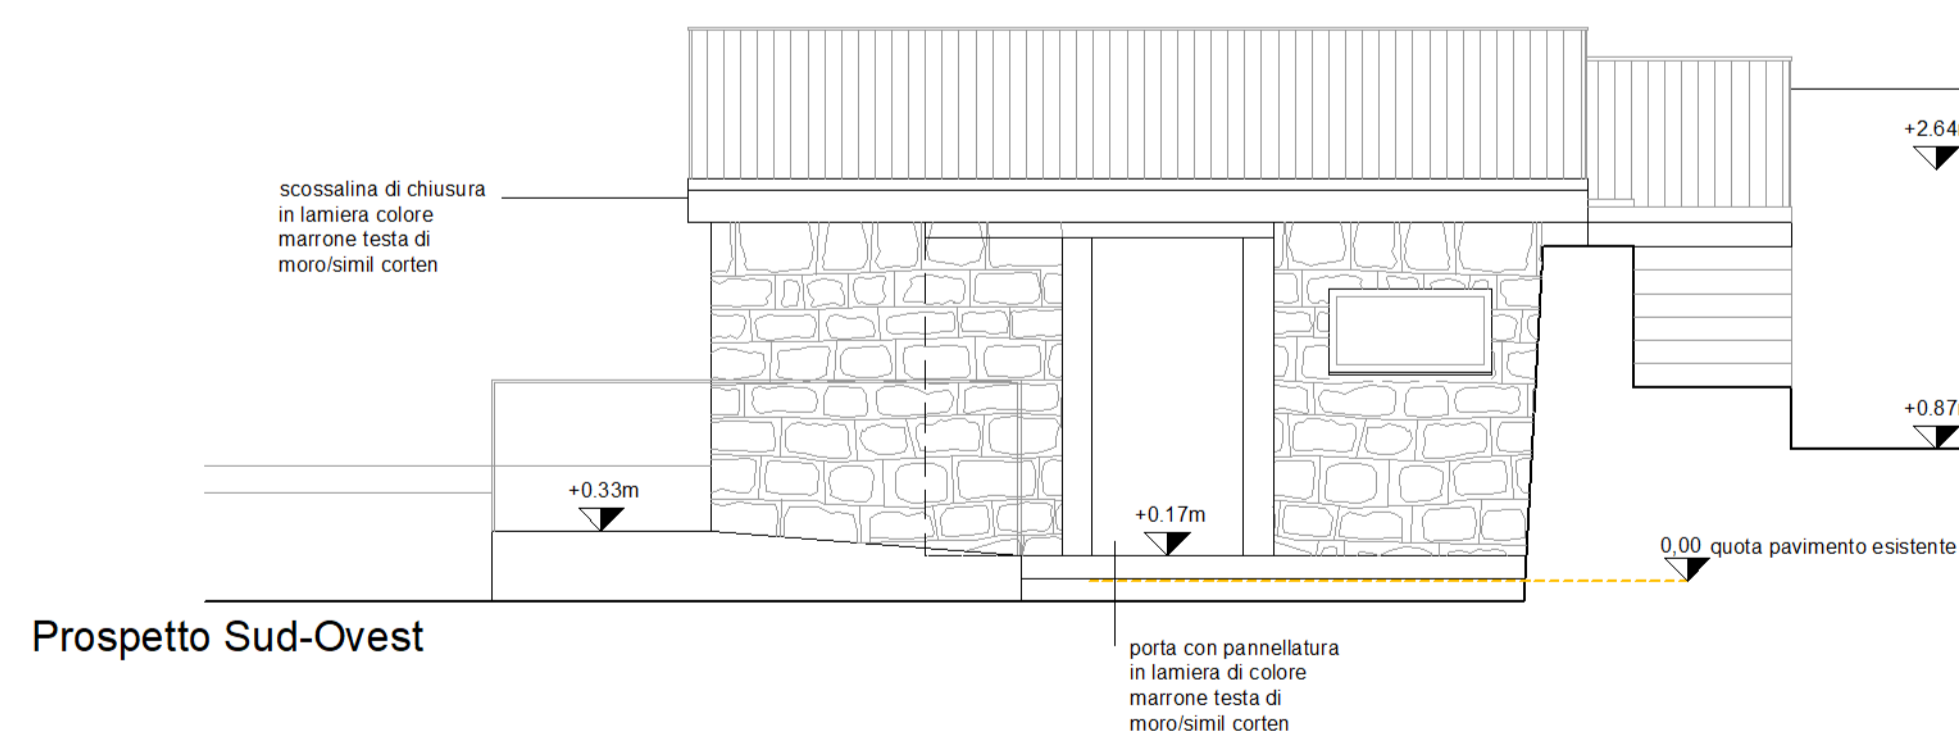 +2.64
scossalina di chiusura
in lamiera colore
marrone testa di
moro/simil corten
+0.87
+0.33m
+0.17m
0,00 quota pavimento esistente
Prospetto Sud-Ovest
porta con pannellatura
in lamiera di colore
marrone testa di
moro/simil corten